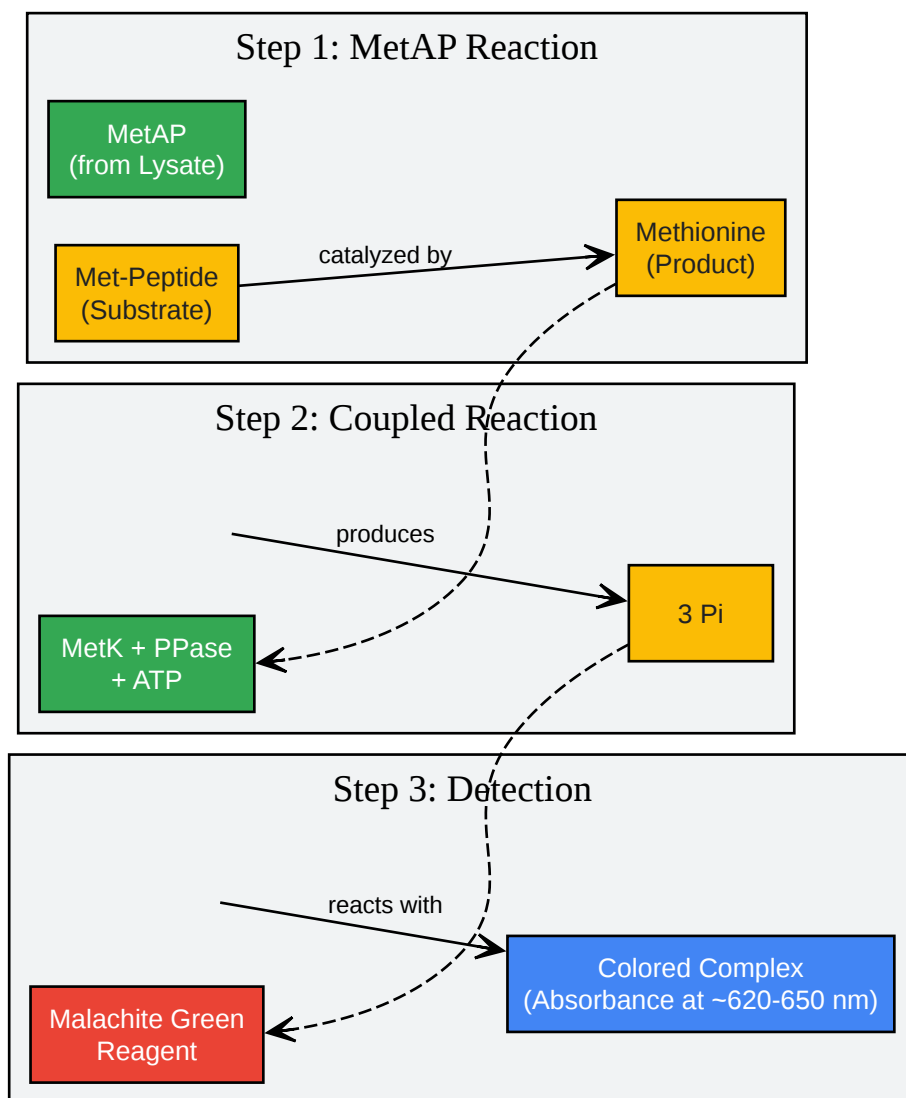 Step 1: MetAP Reaction
MetAP
(from Lysate)
Met-Peptide
(Substrate)
catalyzed by
Methionine
(Product)
Step 2: Coupled Reaction
produces
3 Pi
MetK + PPase
+ ATP
Step 3: Detection
reacts with
Colored Complex
(Absorbance at ~620-650 nm)
Malachite Green
Reagent